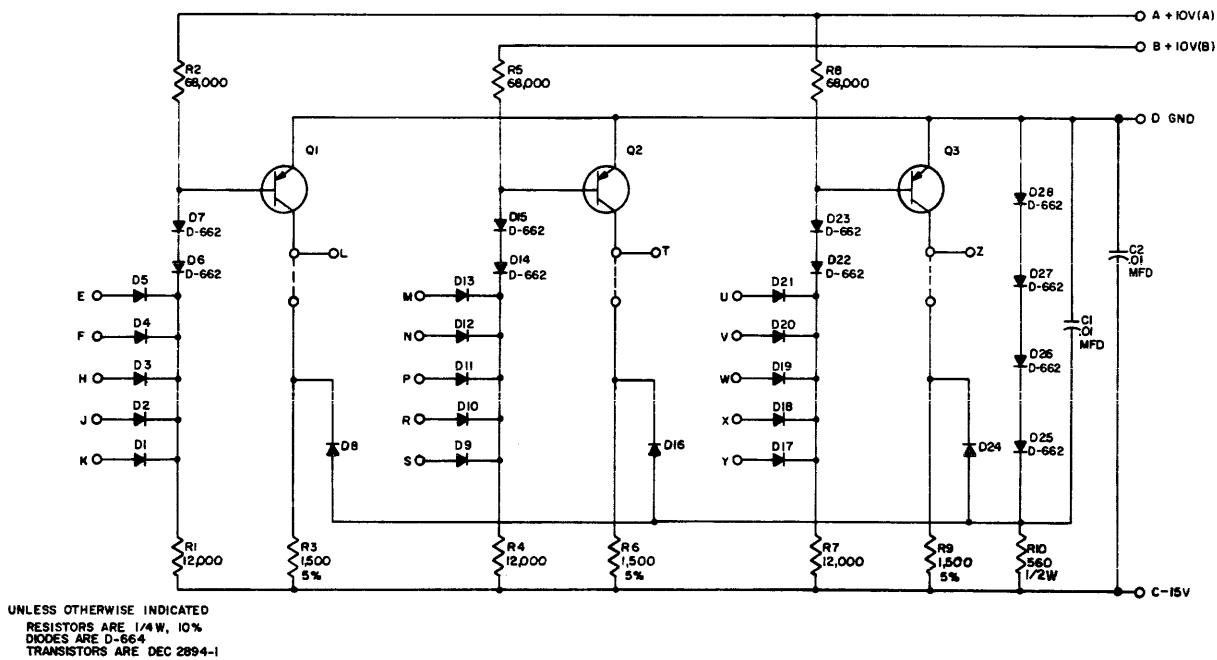 A +10V(A)
B +10V(B)
R2
68,000
R5
68,000
R8
68,000
D GND
Q1
Q2
Q3
D7
D-662
D15
D-662
D23
D-662
D28
D-662
D6
D-662
D14
D-662
D22
D-662
L
T
Z
C2
.01
MFD
E
D5
M
D13
U
D21
D27
D-662
F
D4
N
D12
V
D20
C1
.01
MFD
H
D3
P
D11
W
D19
D26
D-662
J
D2
R
D10
X
D18
K
D1
D8
S
D9
D16
Y
D17
D24
D25
D-662
R1
12,000
R3
1,500
5%
R4
12,000
R6
1,500
5%
R7
12,000
R9
1,500
5%
R10
560
1/2W
C-15V
UNLESS OTHERWISE INDICATED
RESISTORS ARE 1/4W, 10%
DIODES ARE D-664
TRANSISTORS ARE DEC 2894-1